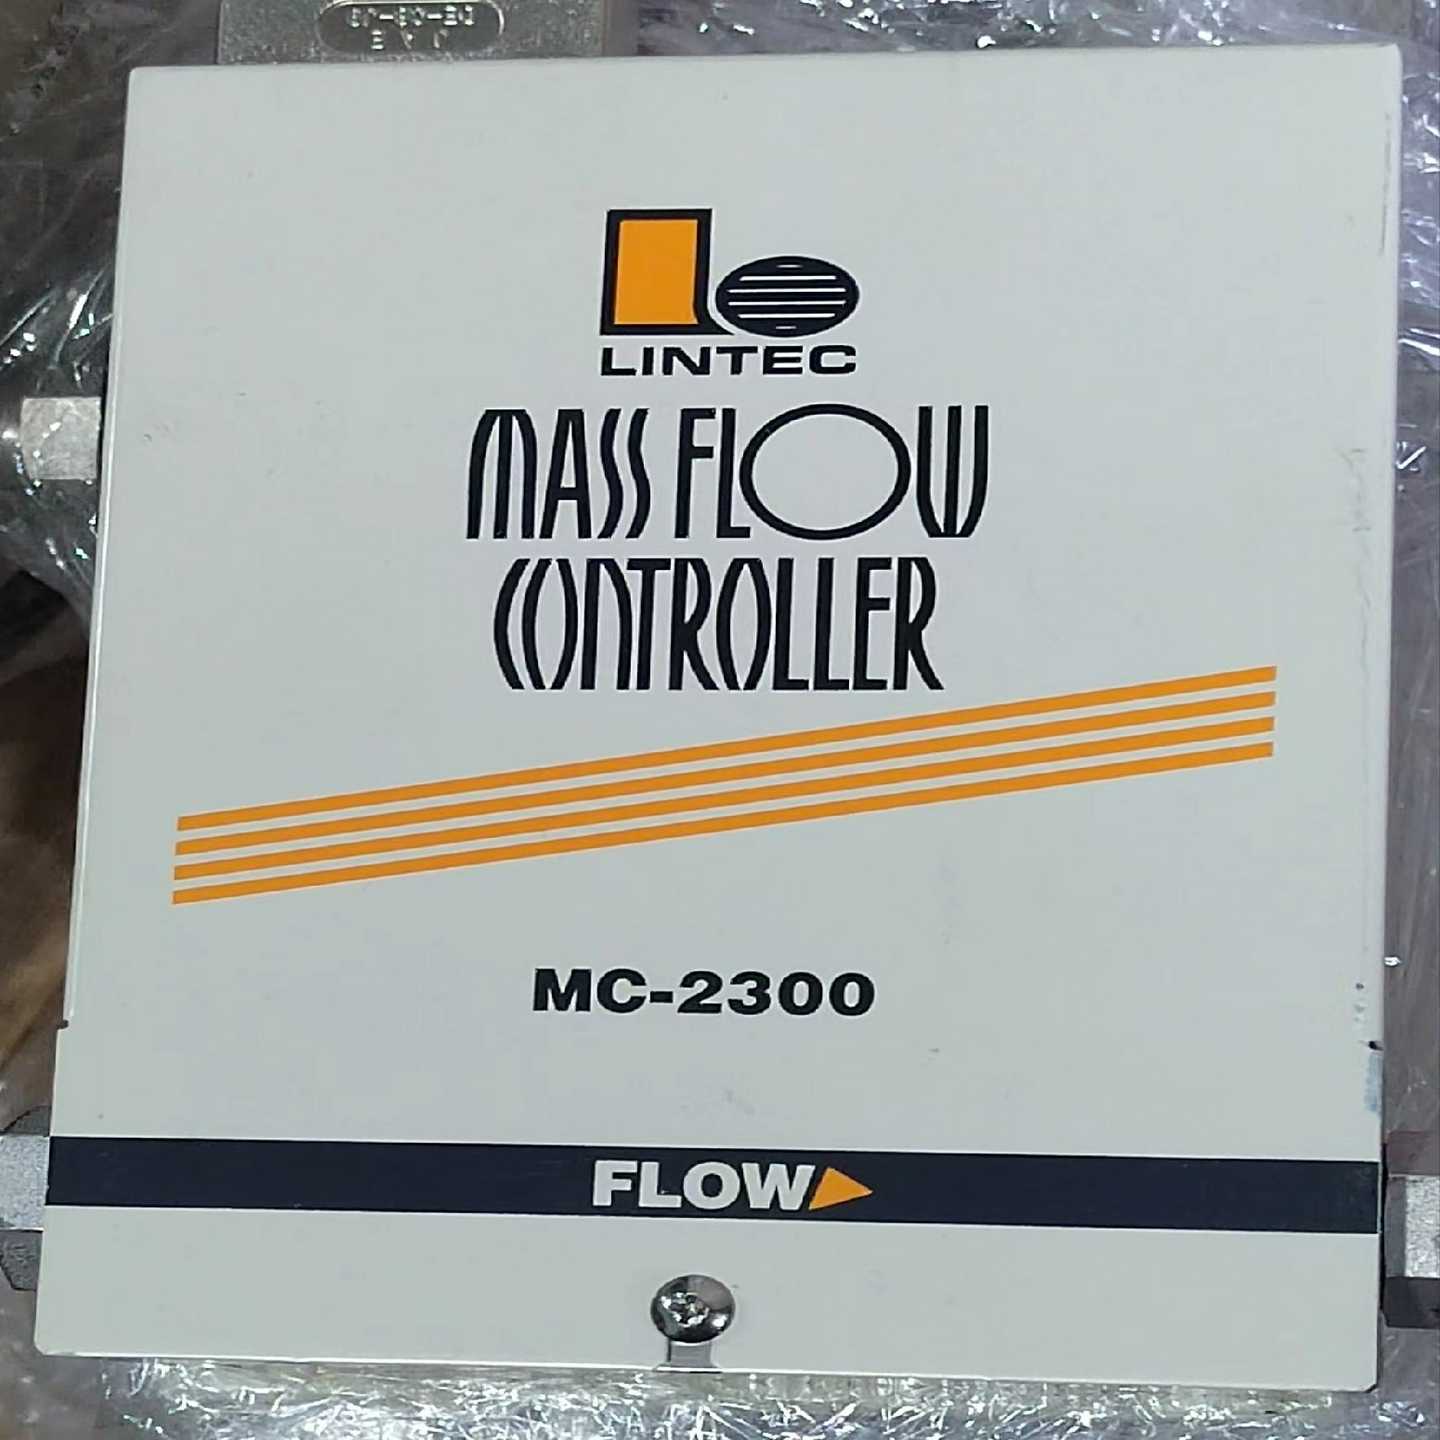 LINTEC
MASS FLOW
CONTROLLER
MC-2300
FLOW